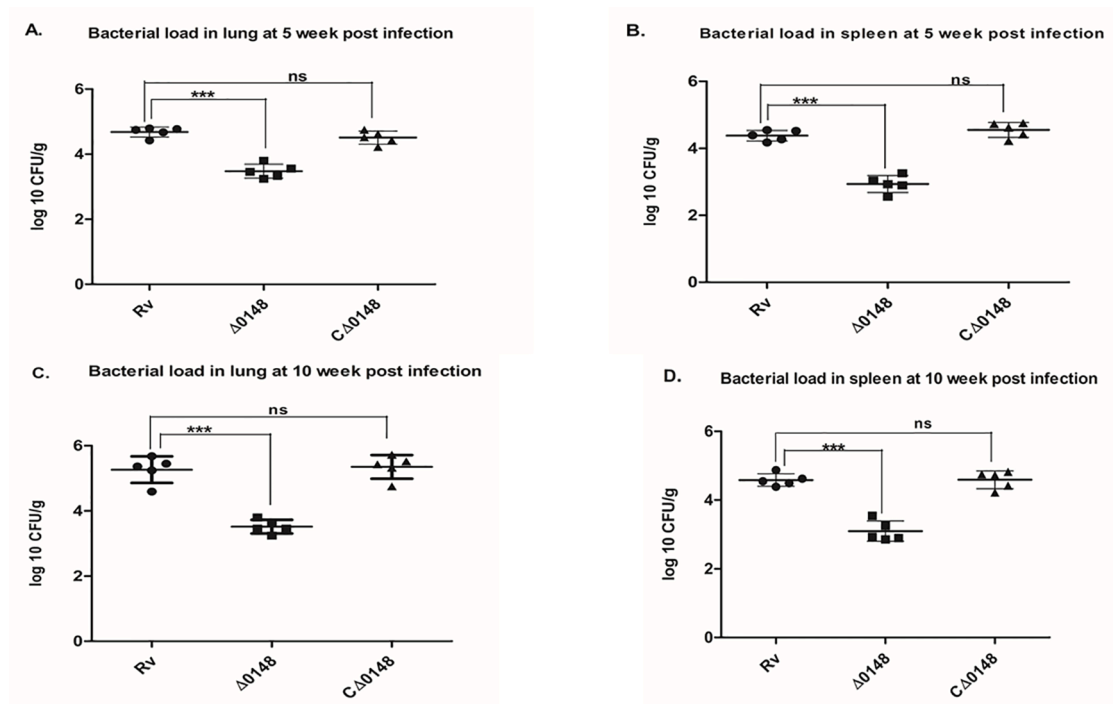 A.
Bacterial load in lung at 5 week post infection
ns
***
6
4
2
0
log 10 CFU/g
Rv
Δ0148
CΔ0148
B.
Bacterial load in spleen at 5 week post infection
ns
***
6
4
2
0
log 10 CFU/g
Rv
Δ0148
CΔ0148
C.
Bacterial load in lung at 10 week post infection
ns
***
6
4
2
0
log 10 CFU/g
Rv
Δ0148
CΔ0148
D.
Bacterial load in spleen at 10 week post infection
ns
***
6
4
2
0
log 10 CFU/g
Rv
Δ0148
CΔ0148